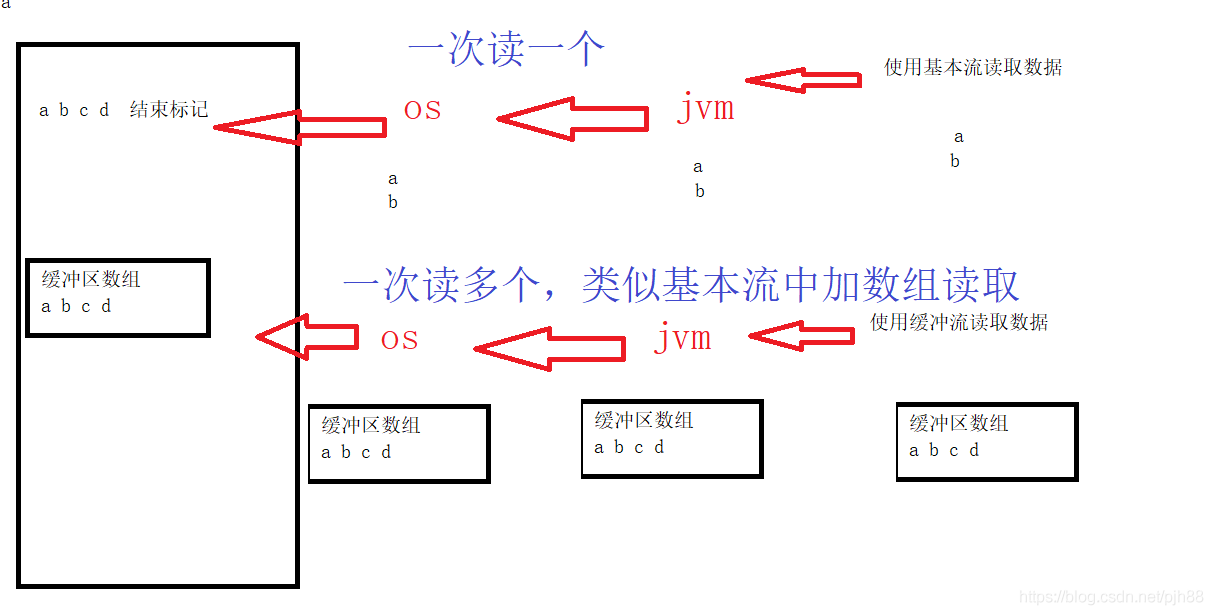 a
一次读一个
使用基本流读取数据
a b c d 结束标记
os
jvm
a
b
a
b
a
b
缓冲区数组
a b c d
一次读多个，类似基本流中加数组读取
os
jvm
使用缓冲流读取数据
缓冲区数组
a b c d
缓冲区数组
a b c d
缓冲区数组
a b c d
https://blog.csdn.net/pjh88